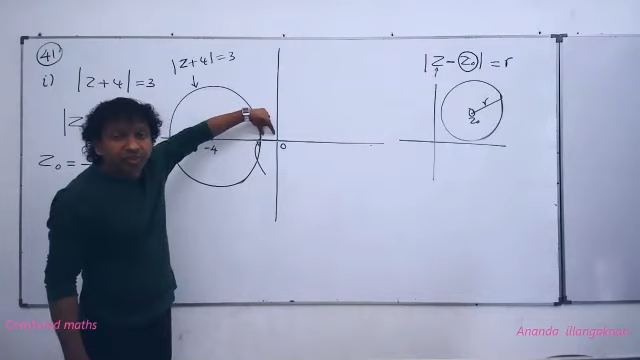 41'
i) |z+4|=3
|z
z₀ =
|z+4|=3
-4
0
|z-z₀|=r
r
z₀
Combined maths
Ananda illangakoon